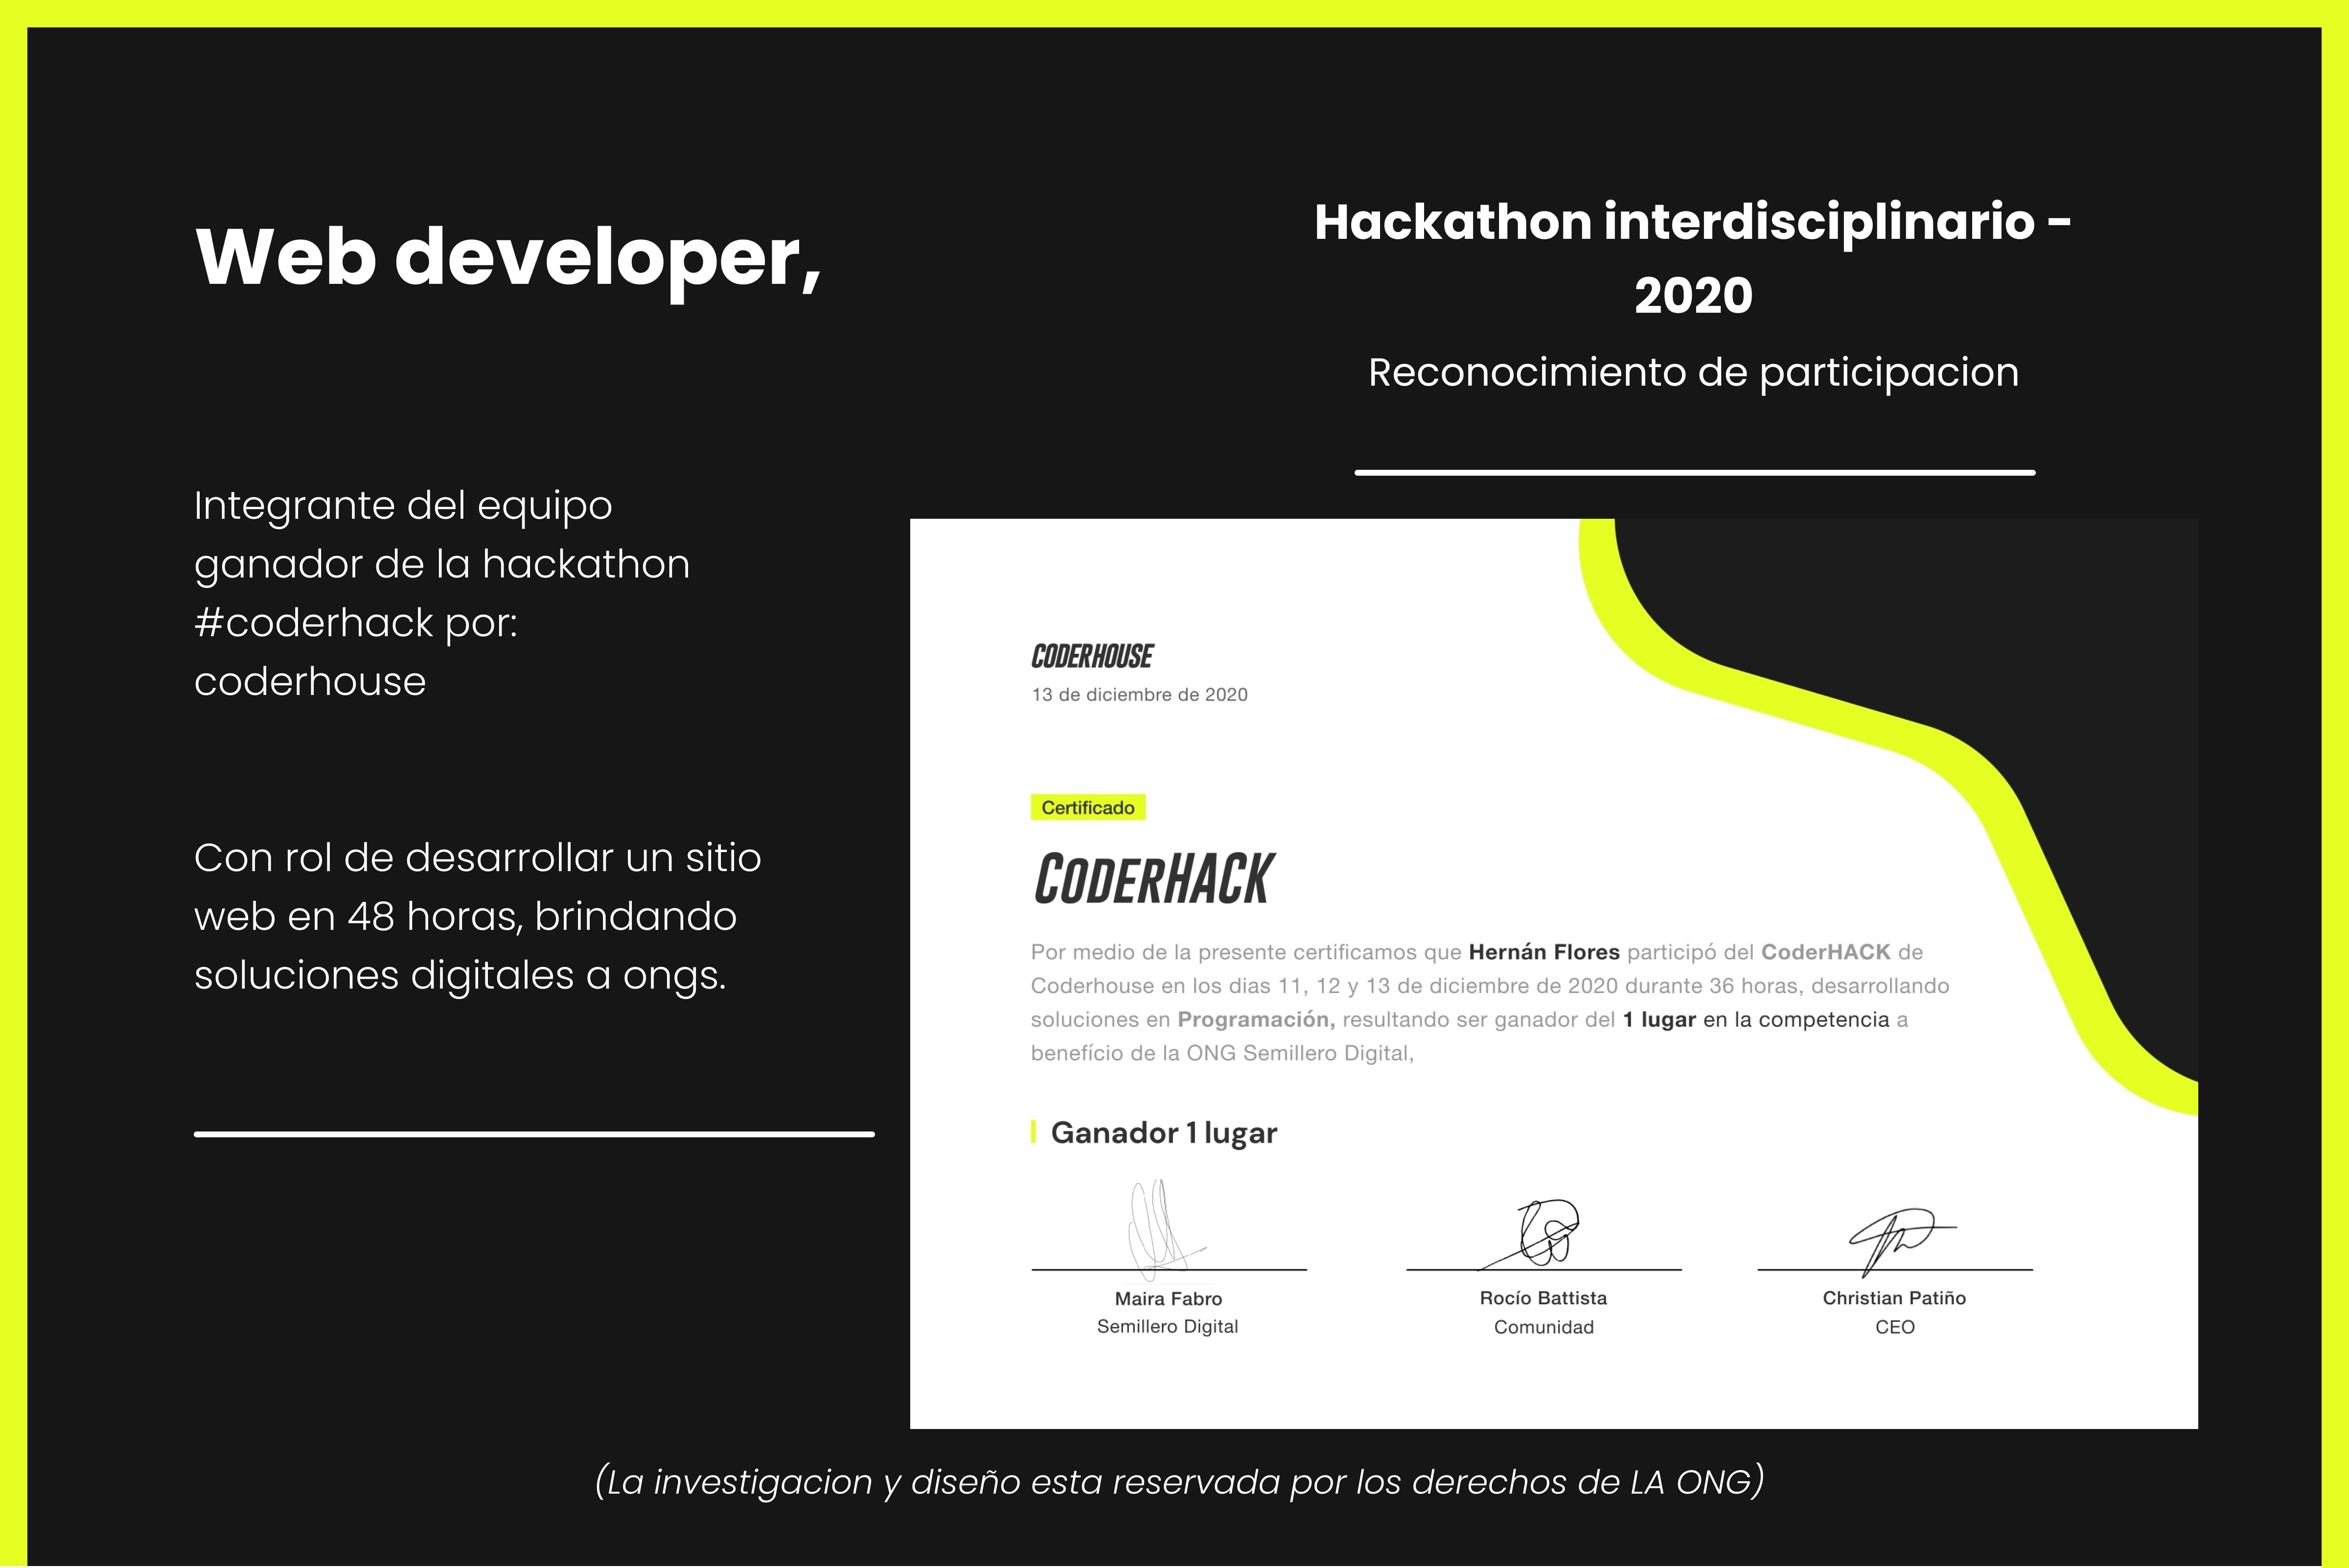 Web developer,
Integrante del equipo
ganador de la hackathon
#coderhack por:
coderhouse
Con rol de desarrollar un sitio
web en 48 horas, brindando
soluciones digitales a ongs.
Hackathon interdisciplinario -
2020
Reconocimiento de participacion
CODERHOUSE
13 de diciembre de 2020
Certificado
CODERHACK
Por medio de la presente certificamos que Hernán Flores participó del CoderHACK de
Coderhouse en los dias 11, 12 y 13 de diciembre de 2020 durante 36 horas, desarrollando
soluciones en Programación, resultando ser ganador del 1 lugar en la competencia a
benefício de la ONG Semillero Digital,
Ganador 1 lugar
Maira Fabro
Semillero Digital
Rocío Battista
Comunidad
Christian Patiño
CEO
(La investigacion y diseño esta reservada por los derechos de LA ONG)